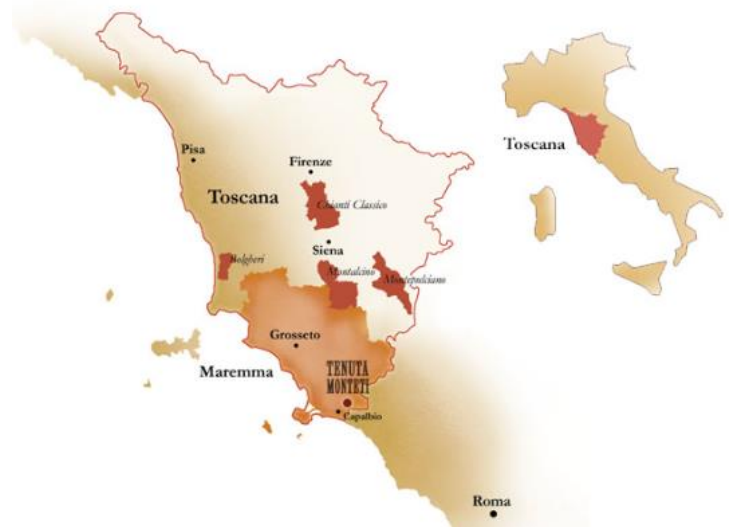 Pisa
Firenze
Toscana
Toscana
Chianti Classico
Siena
Bolgheri
Montalcino
Montepulciano
Grosseto
Maremma
TENUTA
MONTETI
Capalbio
Roma